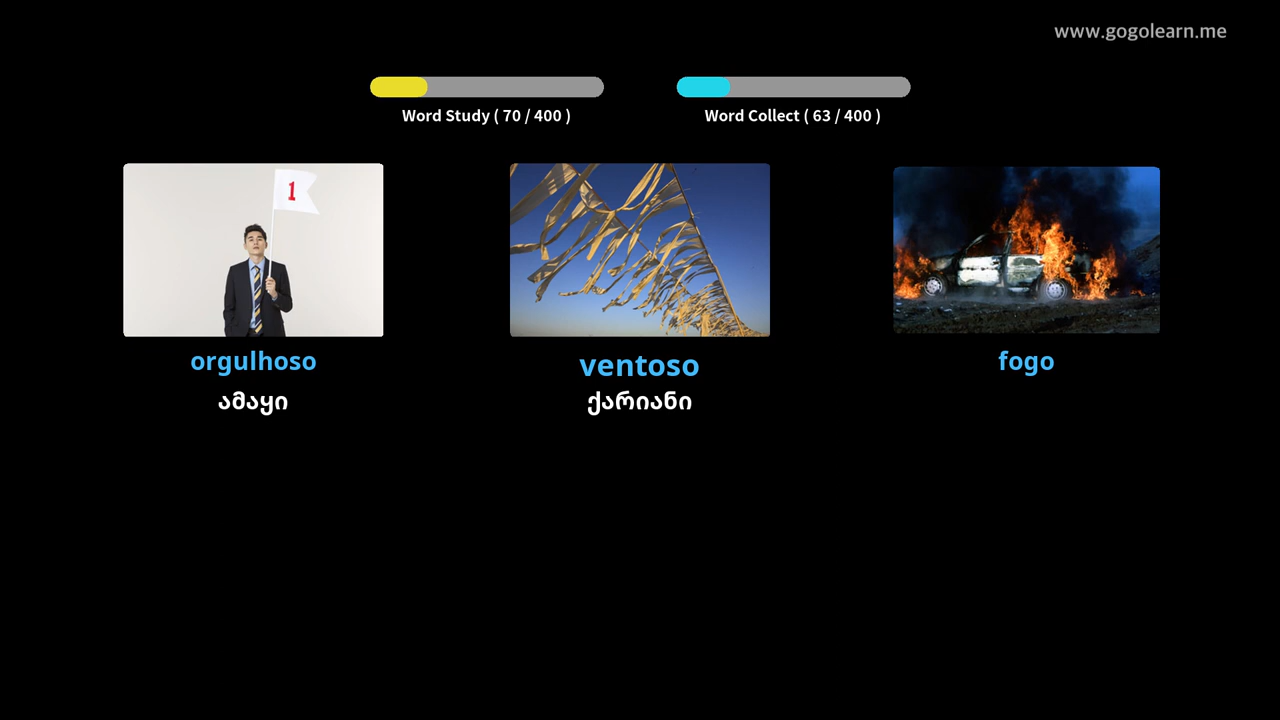 www.gogolearn.me
Word Study ( 70 / 400 )
Word Collect ( 63 / 400 )
1
orgulhoso
ventoso
fogo
ამაყი
ქარიანი